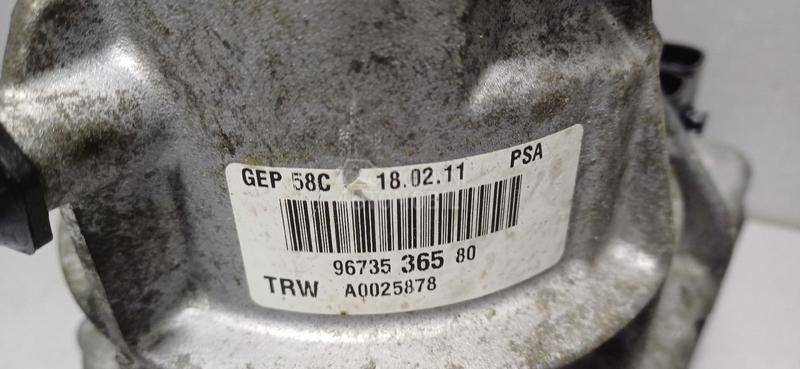 GEP 58C 18.02.11 PSA
96735 365 80
TRW A0025878